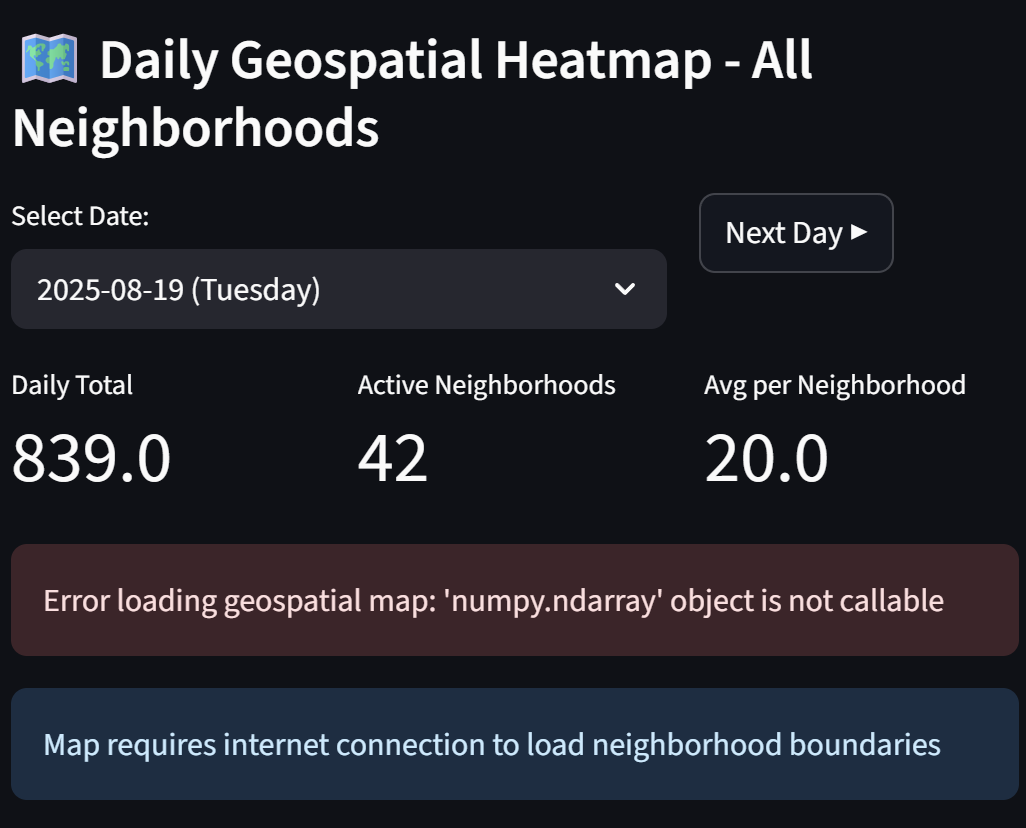 Daily Geospatial Heatmap - All
Neighborhoods
Select Date:
Next Day ►
2025-08-19 (Tuesday)
Daily Total
Active Neighborhoods
Avg per Neighborhood
839.0
42
20.0
Error loading geospatial map: 'numpy.ndarray' object is not callable
Map requires internet connection to load neighborhood boundaries